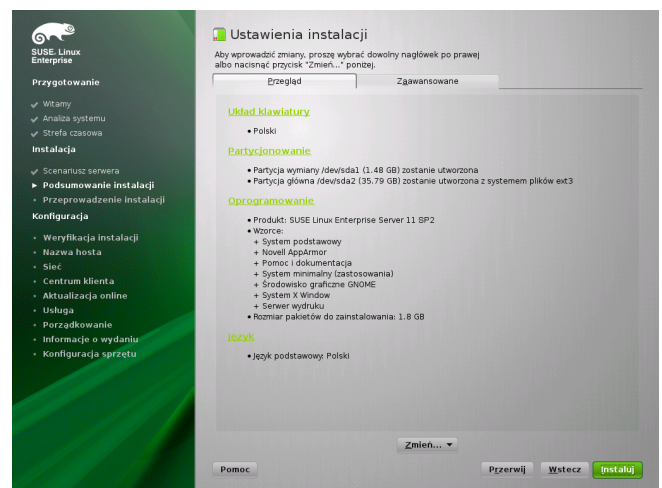 SUSE. Linux
Enterprise
Przygotowanie
Witamy
Analiza systemu
Strefa czasowa
Instalacja
Scenariusz serwera
Podsumowanie instalacji
Przeprowadzenie instalacji
Konfiguracja
Weryfikacja instalacji
Nazwa hosta
Sieć
Centrum klienta
Aktualizacja online
Usługa
Porządkowanie
Informacje o wydaniu
Konfiguracja sprzętu
Ustawienia instalacji
Aby wprowadzić zmiany, proszę wybrać dowolny nagłówek po prawej
albo nacisnąć przycisk "Zmień..." poniżej.
Przegląd
Zaawansowane
Układ klawiatury
• Polski
Partycjonowanie
• Partycja wymiany /dev/sda1 (1.48 GB) zostanie utworzona
• Partycja główna /dev/sda2 (35.79 GB) zostanie utworzona z systemem plików ext3
Oprogramowanie
• Produkt: SUSE Linux Enterprise Server 11 SP2
• Wzorce:
+ System podstawowy
+ Novell AppArmor
+ Pomoc i dokumentacja
+ System minimalny (zastosowania)
+ Środowisko graficzne GNOME
+ System X Window
+ Serwer wydruku
• Rozmiar pakietów do zainstalowania: 1.8 GB
Język
• Język podstawowy: Polski
Zmień...
Pomoc
Przerwij
Wstecz
Instaluj